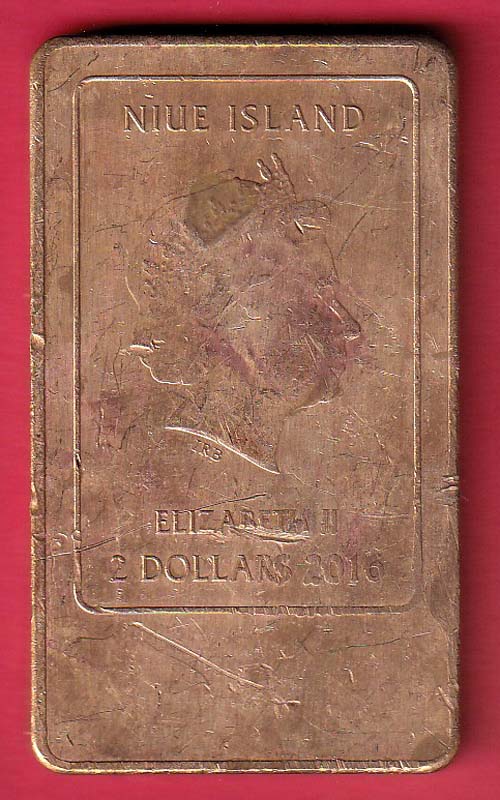 NIUE ISLAND
IRB
ELIZABETH II
2 DOLLARS 2016